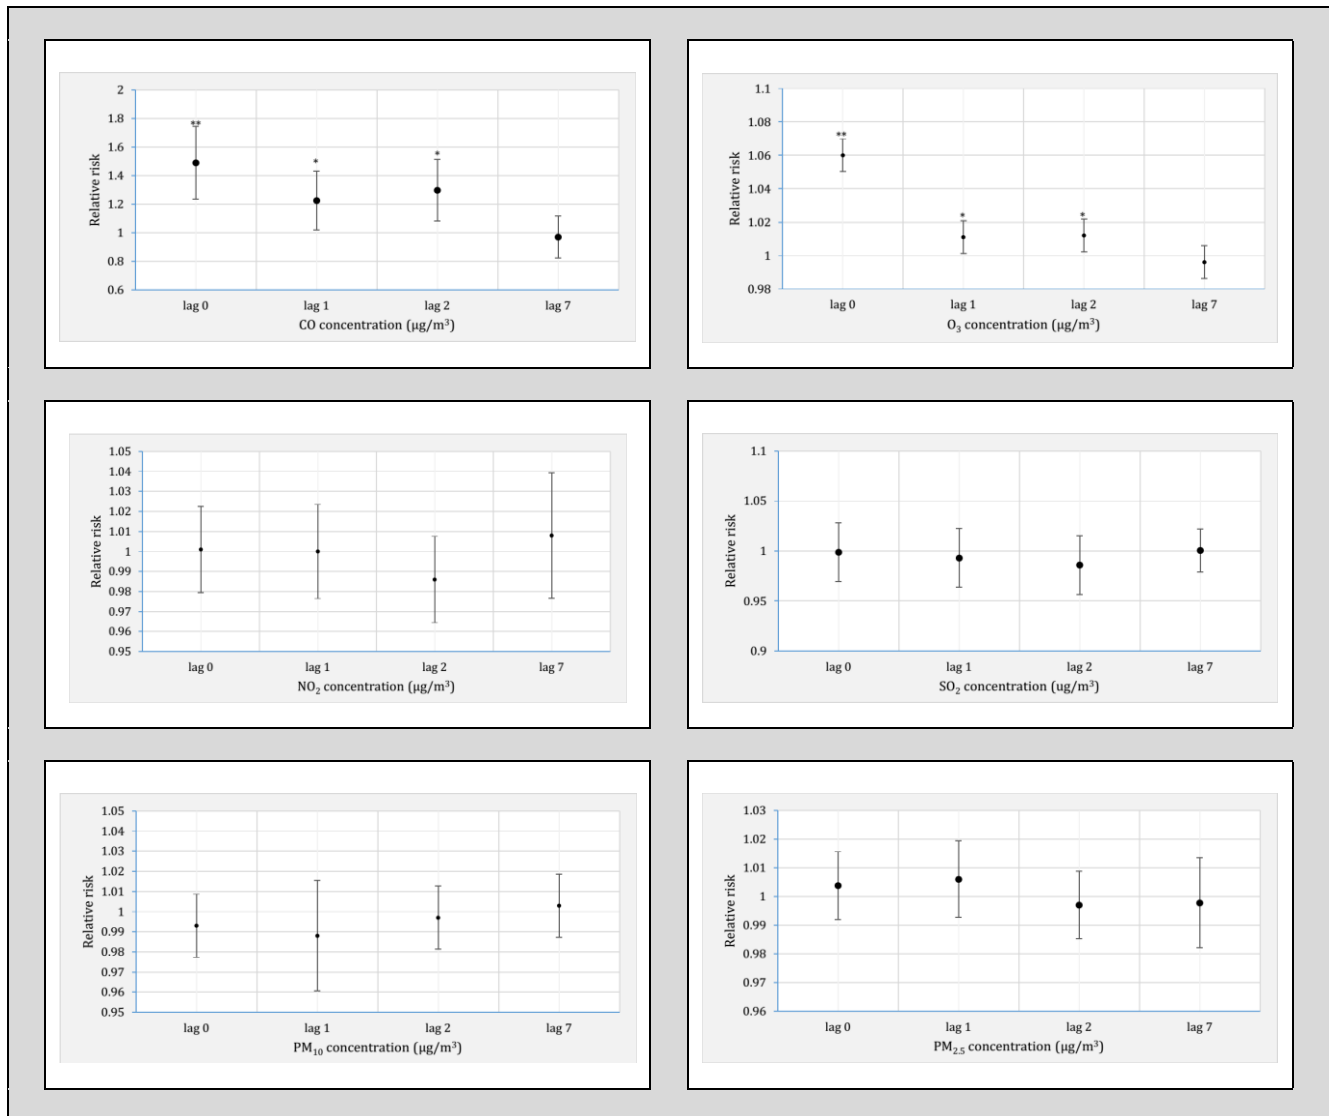 2
1.8
1.6
1.4
1.2
1
0.8
0.6
Relative risk
**
*
*
lag 0
lag 1
lag 2
lag 7
CO concentration (μg/m³)
1.1
1.08
1.06
1.04
1.02
1
0.98
Relative risk
**
*
*
lag 0
lag 1
lag 2
lag 7
O₃ concentration (μg/m³)
1.05
1.04
1.03
1.02
1.01
1
0.99
0.98
0.97
0.96
0.95
Relative risk
lag 0
lag 1
lag 2
lag 7
NO₂ concentration (μg/m³)
1.1
1.05
1
0.95
0.9
Relative risk
lag 0
lag 1
lag 2
lag 7
SO₂ concentration (ug/m³)
1.05
1.04
1.03
1.02
1.01
1
0.99
0.98
0.97
0.96
0.95
Relative risk
lag 0
lag 1
lag 2
lag 7
PM₁₀ concentration (μg/m³)
1.03
1.02
1.01
1
0.99
0.98
0.97
0.96
Relative risk
lag 0
lag 1
lag 2
lag 7
PM₂.₅ concentration (μg/m³)